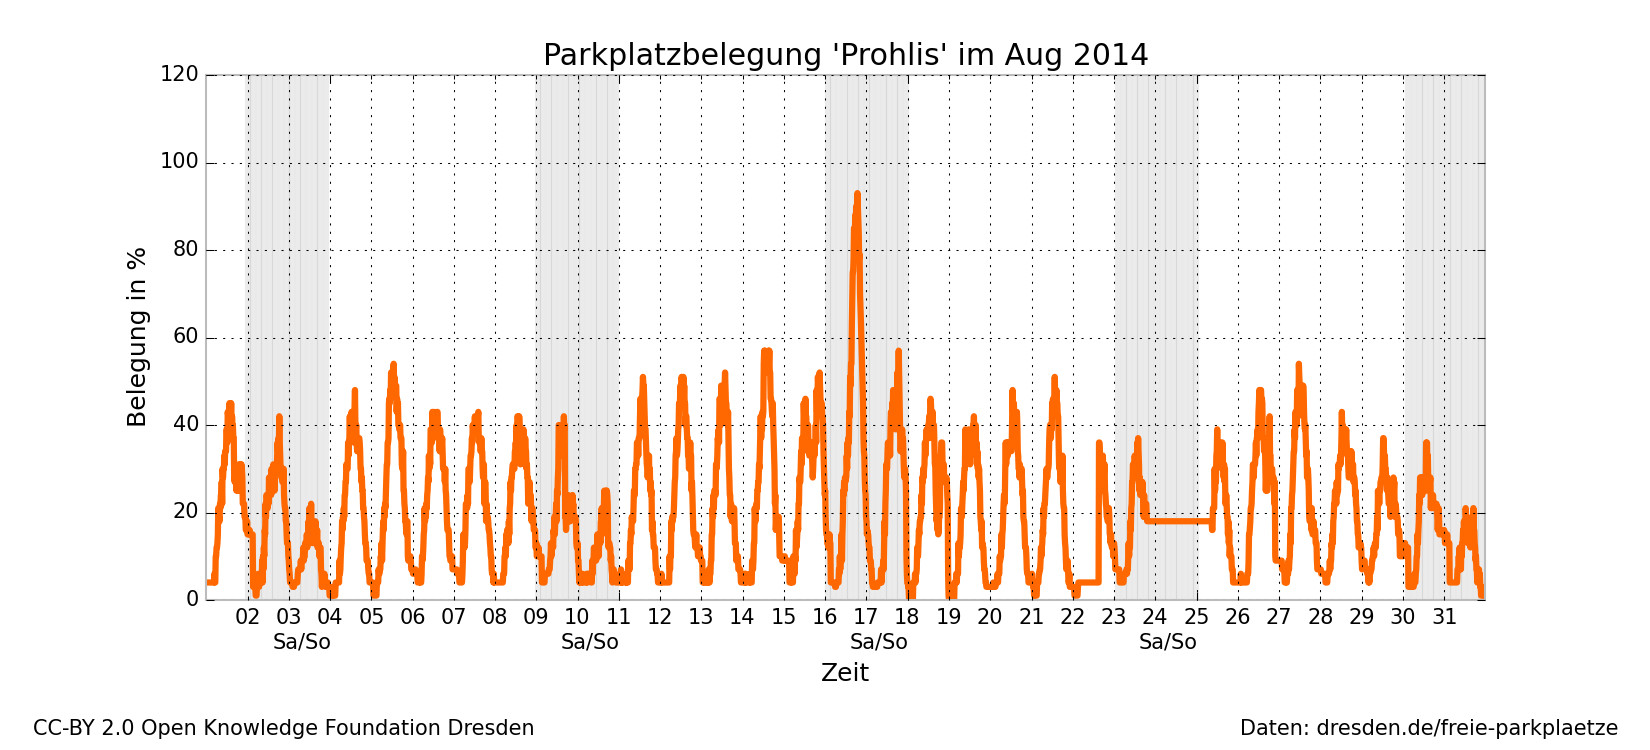 Parkplatzbelegung 'Prohlis' im Aug 2014
120
100
80
60
40
20
0
Belegung in %
02 03 04 05 06 07 08 09 10 11 12 13 14 15 16 17 18 19 20 21 22 23 24 25 26 27 28 29 30 31
Sa/So Sa/So Sa/So Sa/So
Zeit
CC-BY 2.0 Open Knowledge Foundation Dresden
Daten: dresden.de/freie-parkplaetze